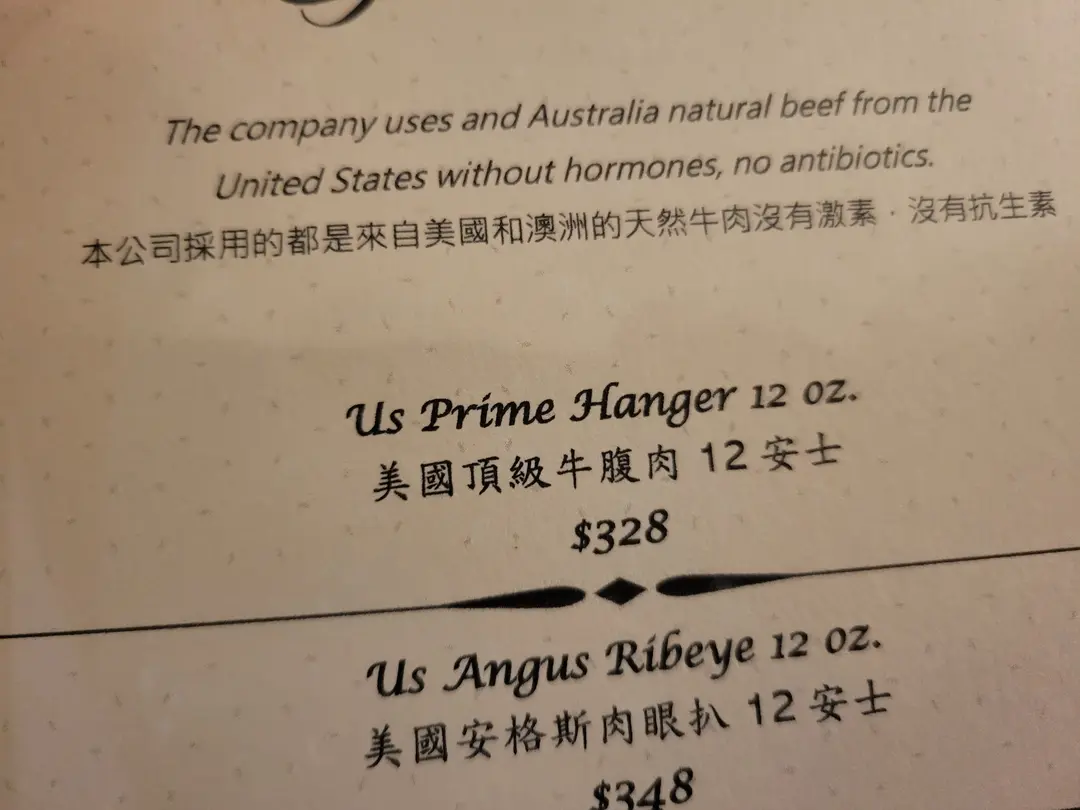 The company uses and Australia natural beef from the
United States without hormones, no antibiotics.
本公司採用的都是來自美國和澳洲的天然牛肉沒有激素，沒有抗生素
Us Prime Hanger 12 oz.
美國頂級牛腹肉 12 安士
$328
Us Angus Ribeye 12 oz.
美國安格斯肉眼扒 12 安士
$348